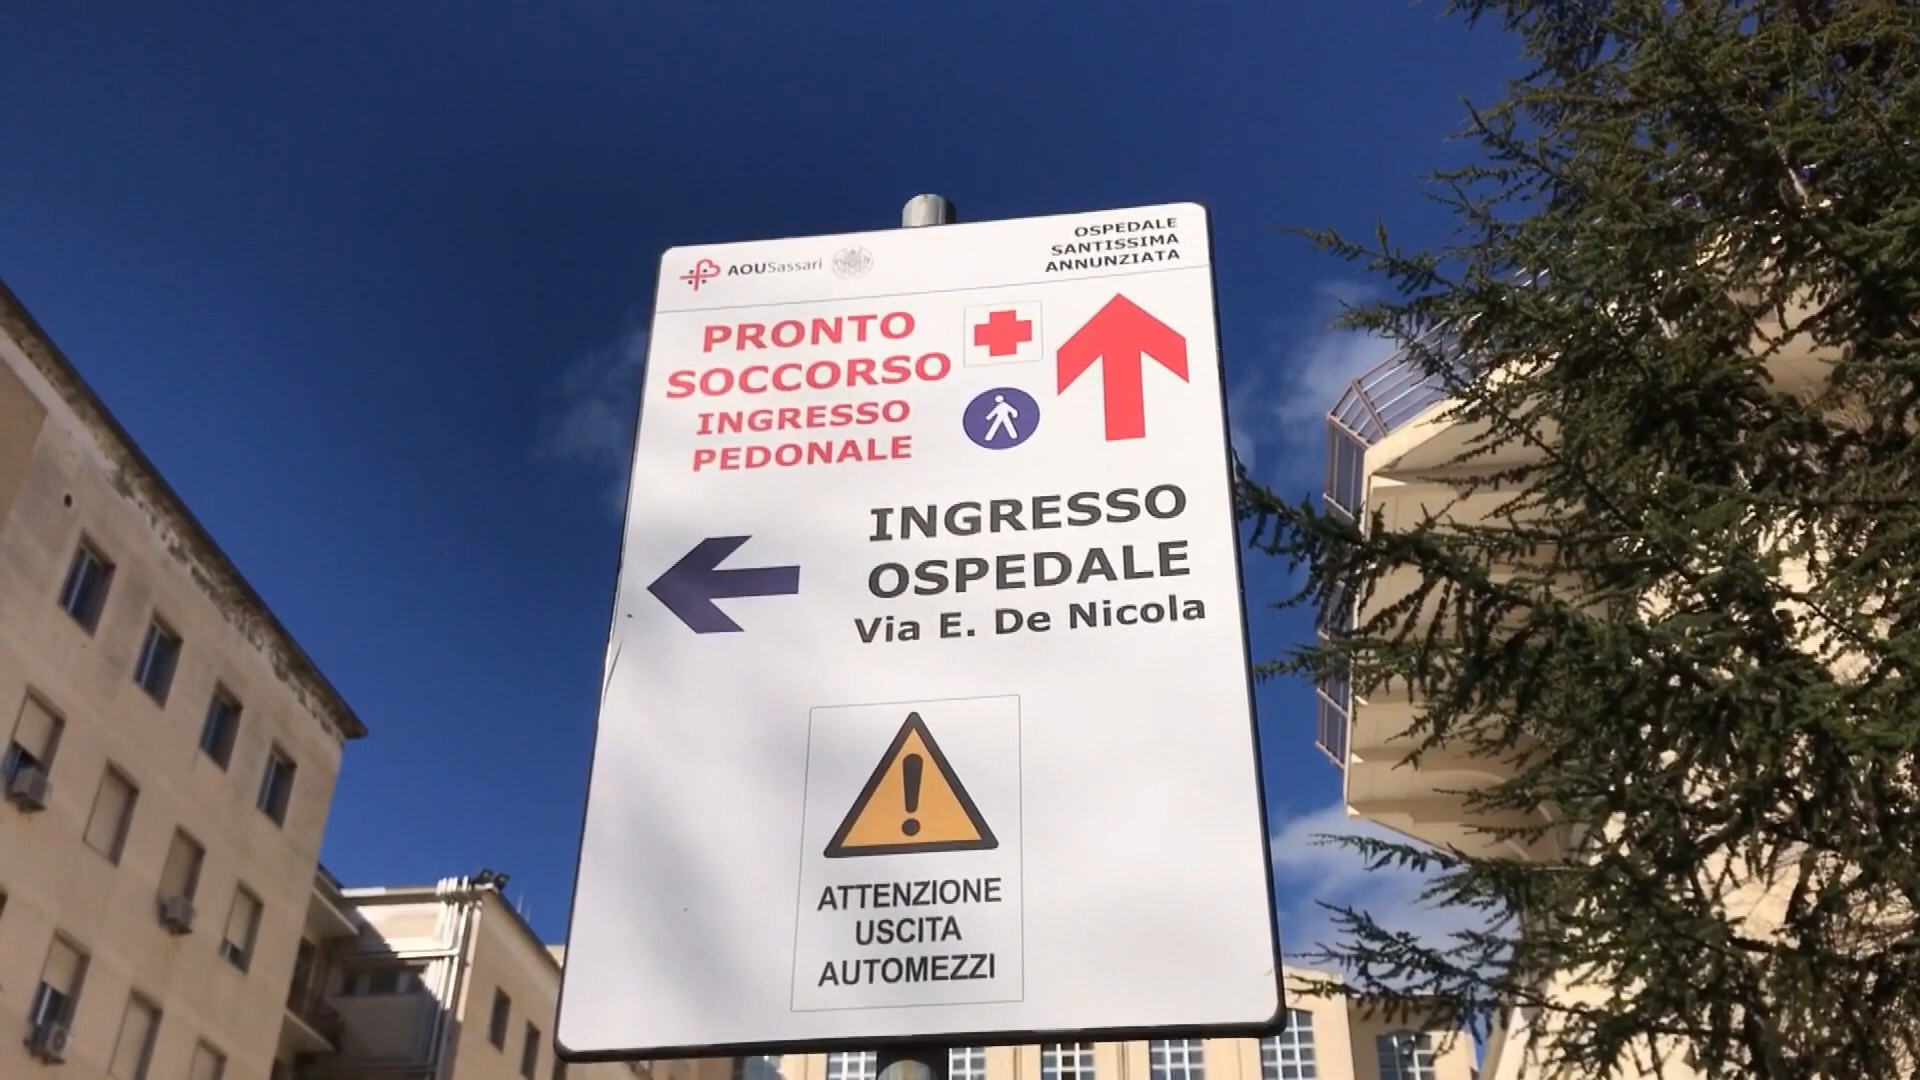 AOUSassari
OSPEDALE
SANTISSIMA
ANNUNZIATA
PRONTO
SOCCORSO
INGRESSO
PEDONALE
INGRESSO
OSPEDALE
Via E. De Nicola
ATTENZIONE
USCITA
AUTOMEZZI